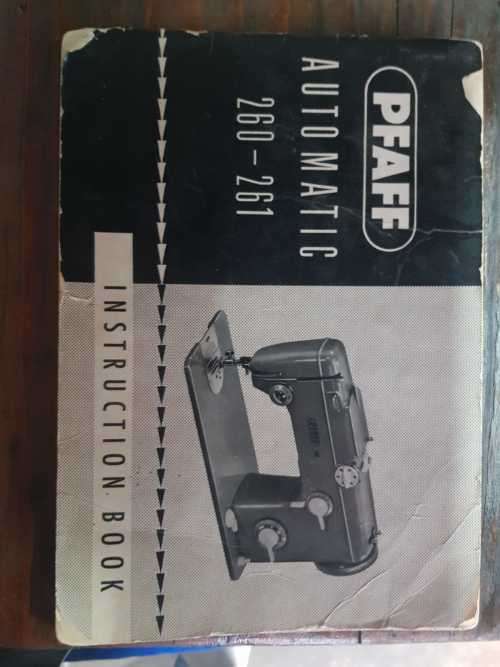 PFAFF
AUTOMATIC
260-261
INSTRUCTION BOOK